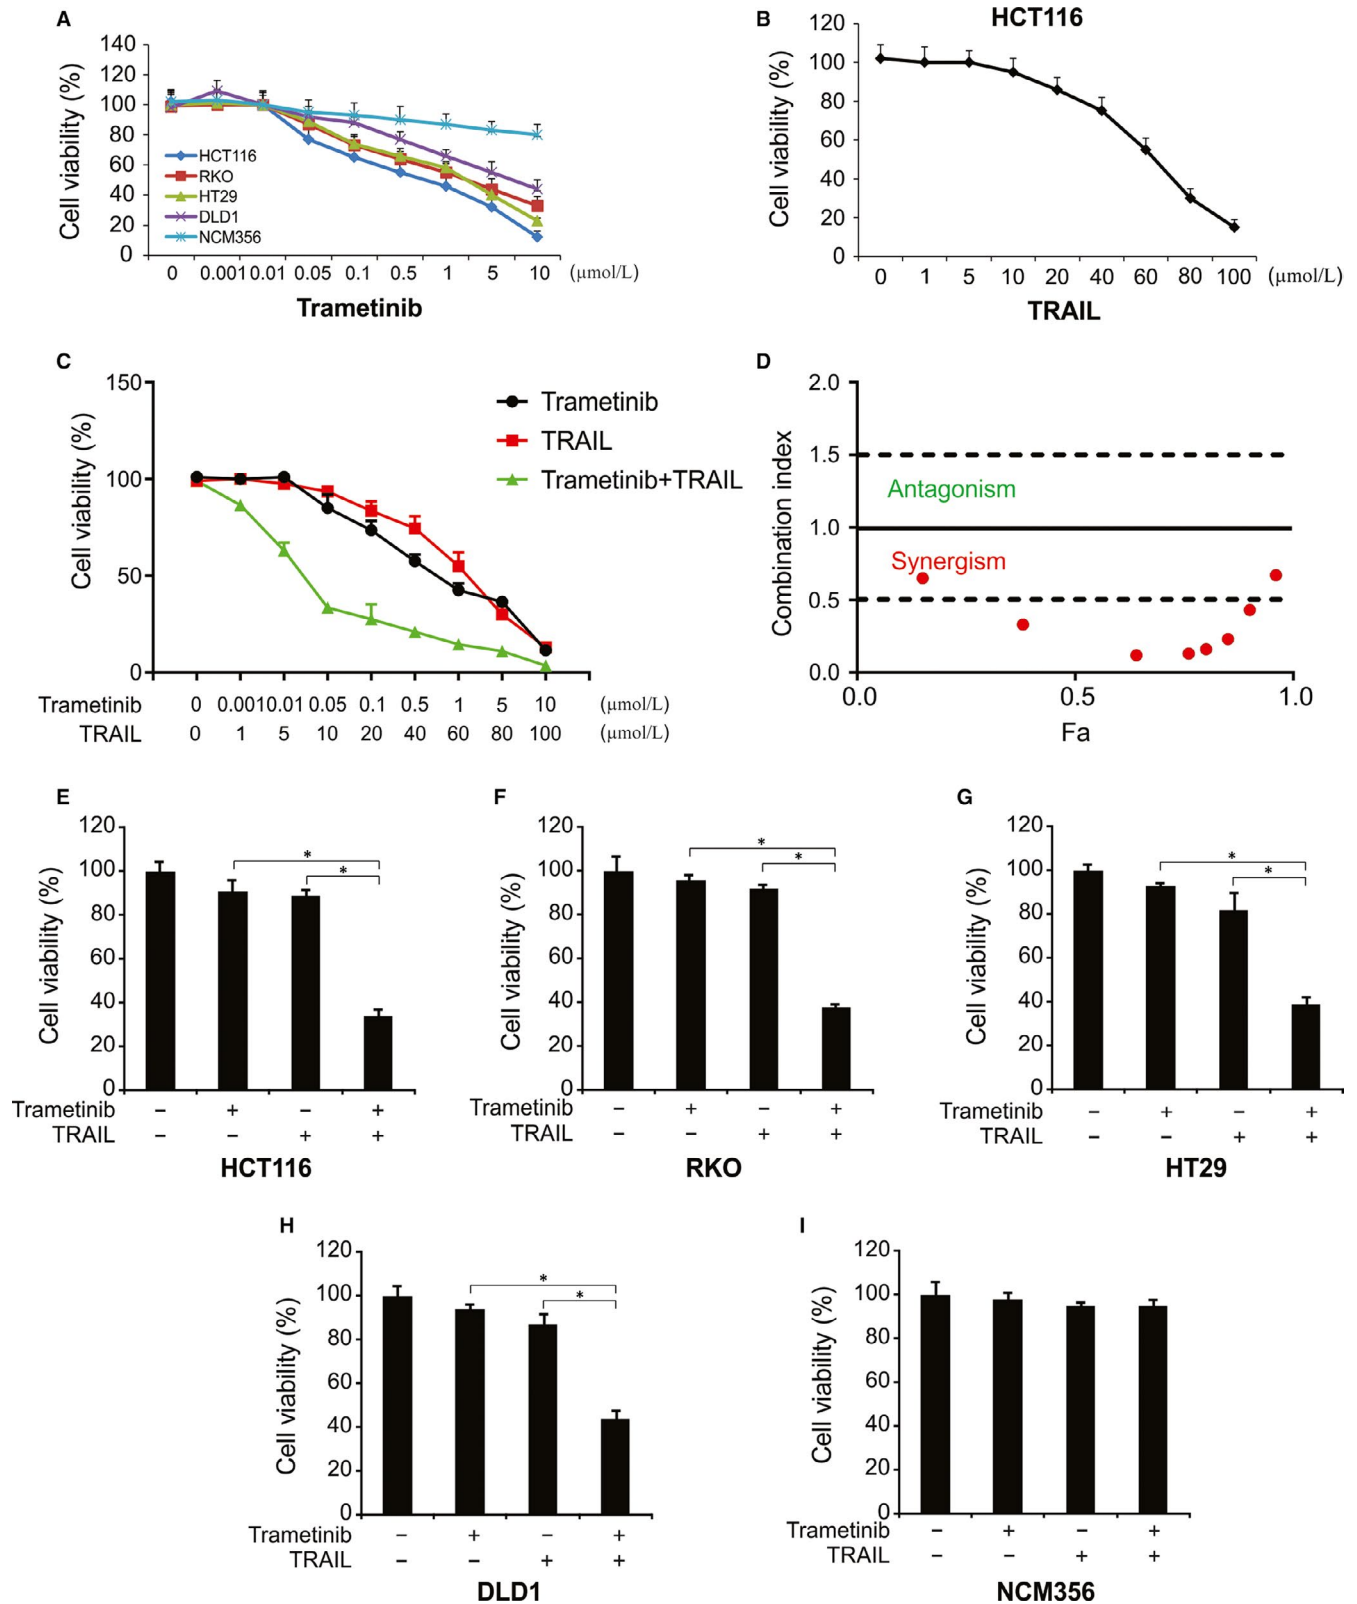 A
Cell viability (%)
140
120
100
80
60
40
20
0
HCT116
RKO
HT29
DLD1
NCM356
0 0.001 0.01 0.05 0.1 0.5 1 5 10 (μmol/L)
Trametinib
B
HCT116
Cell viability (%)
120
100
80
60
40
20
0
0 1 5 10 20 40 60 80 100 (μmol/L)
TRAIL
C
Cell viability (%)
150
100
50
0
Trametinib
TRAIL
Trametinib+TRAIL
Trametinib 0 0.001 0.01 0.05 0.1 0.5 1 5 10 (μmol/L)
TRAIL 0 1 5 10 20 40 60 80 100 (μmol/L)
D
Combination index
2.0
1.5
1.0
0.5
0.0
Antagonism
Synergism
0.0 0.5 1.0
Fa
E
Cell viability (%)
120
100
80
60
40
20
0
*
*
Trametinib − + − +
TRAIL − − + +
HCT116
F
Cell viability (%)
120
100
80
60
40
20
0
*
*
Trametinib − + − +
TRAIL − − + +
RKO
G
Cell viability (%)
120
100
80
60
40
20
0
*
*
Trametinib − + − +
TRAIL − − + +
HT29
H
Cell viability (%)
120
100
80
60
40
20
0
*
*
Trametinib − + − +
TRAIL − − + +
DLD1
I
Cell viability (%)
120
100
80
60
40
20
0
Trametinib − + − +
TRAIL − − + +
NCM356